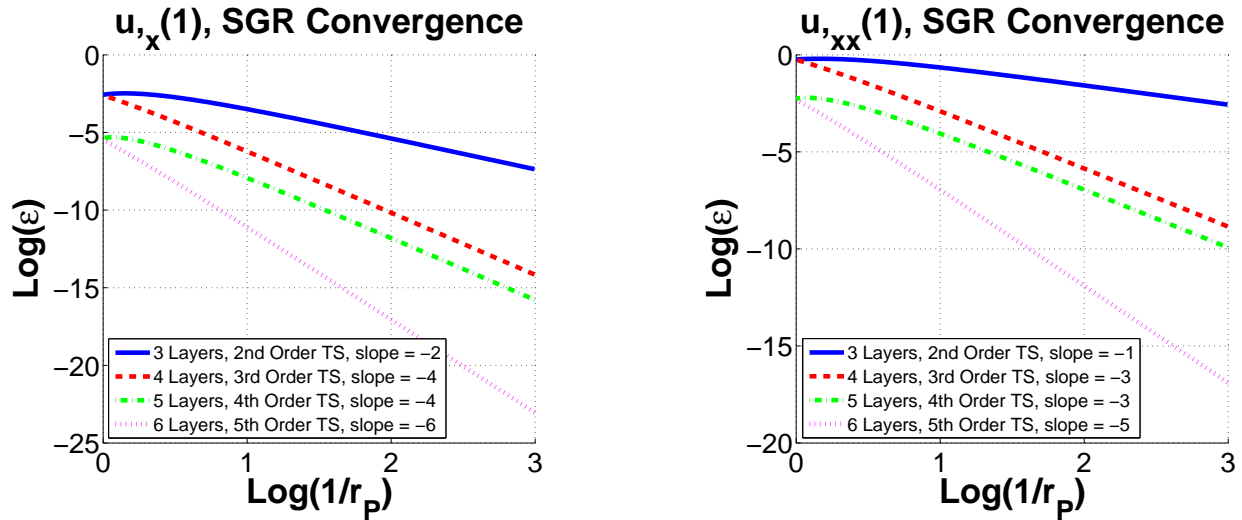 u,x(1), SGR Convergence
0
−5
−10
−15
−20
−25
Log(ε)
3 Layers, 2nd Order TS, slope = −2
4 Layers, 3rd Order TS, slope = −4
5 Layers, 4th Order TS, slope = −4
6 Layers, 5th Order TS, slope = −6
0 1 2 3
Log(1/rP)
u,xx(1), SGR Convergence
0
−5
−10
−15
−20
Log(ε)
3 Layers, 2nd Order TS, slope = −1
4 Layers, 3rd Order TS, slope = −3
5 Layers, 4th Order TS, slope = −3
6 Layers, 5th Order TS, slope = −5
0 1 2 3
Log(1/rP)